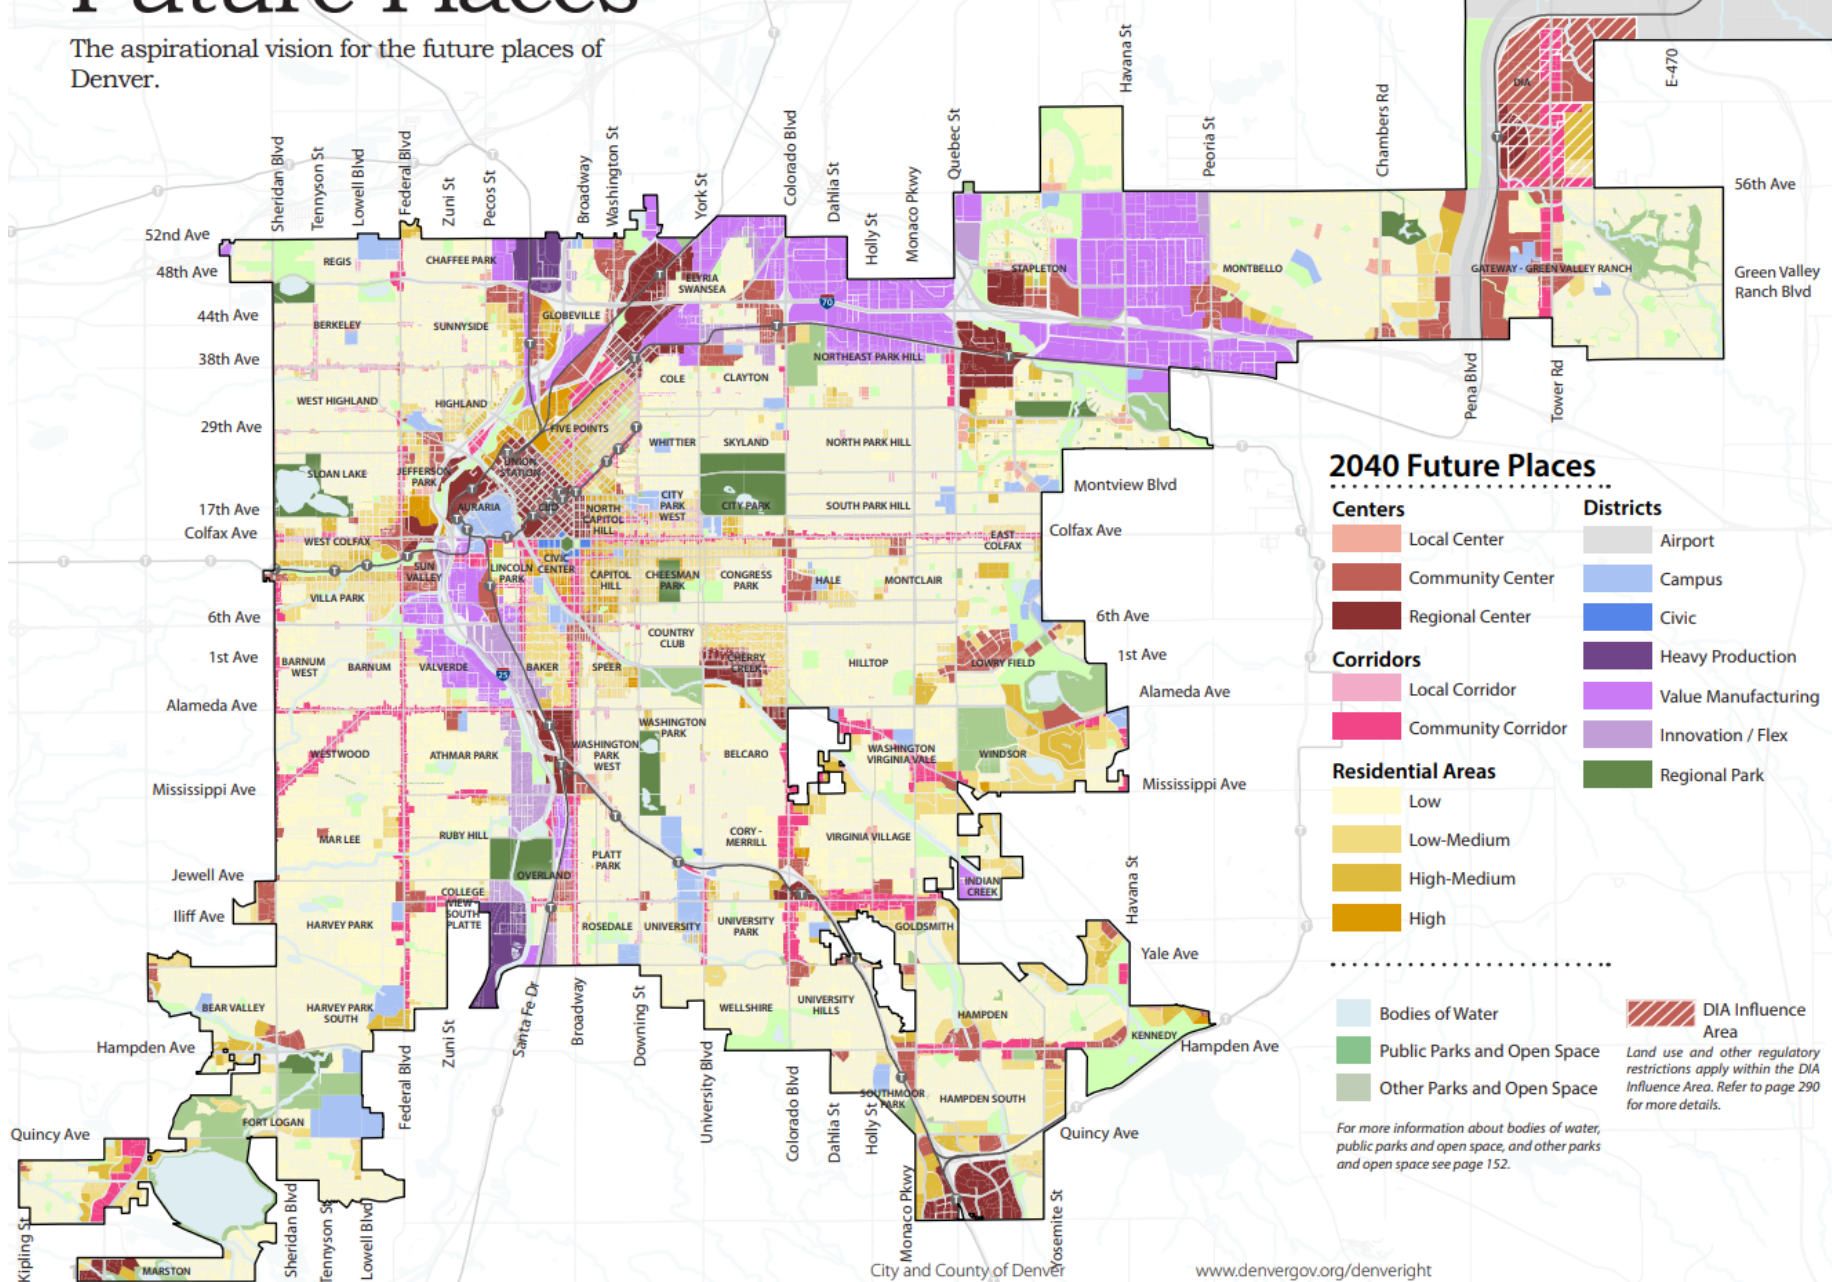 Future Places
The aspirational vision for the future places of
Denver.
Sheridan Blvd
Tennyson St
Lowell Blvd
Federal Blvd
Zuni St
Pecos St
Broadway
Washington St
York St
Colorado Blvd
Dahlia St
Holly St
Monaco Pkwy
Quebec St
Havana St
Peoria St
Chambers Rd
E-470
DIA
56th Ave
52nd Ave
48th Ave
44th Ave
38th Ave
29th Ave
17th Ave
Colfax Ave
6th Ave
1st Ave
Alameda Ave
Mississippi Ave
Jewell Ave
Iliff Ave
Hampden Ave
Quincy Ave
Green Valley
Ranch Blvd
REGIS
CHAFFEE PARK
ELYRIA
SWANSEA
STAPLETON
MONTBELLO
GATEWAY - GREEN VALLEY RANCH
70
BERKELEY
SUNNYSIDE
GLOBEVILLE
NORTHEAST PARK HILL
COLE
CLAYTON
WEST HIGHLAND
HIGHLAND
FIVE POINTS
WHITTIER
SKYLAND
NORTH PARK HILL
Pena Blvd
Tower Rd
SLOAN LAKE
JEFFERSON
PARK
UNION
STATION
AURARIA
CBD
NORTH
CAPITOL
HILL
CITY
PARK
WEST
CITY PARK
SOUTH PARK HILL
Montview Blvd
Colfax Ave
WEST COLFAX
EAST
COLFAX
SUN
VALLEY
LINCOLN
PARK
CIVIC
CENTER
CAPITOL
HILL
CHEESMAN
PARK
CONGRESS
PARK
HALE
MONTCLAIR
VILLA PARK
6th Ave
COUNTRY
CLUB
1st Ave
BARNUM
WEST
BARNUM
VALVERDE
25
BAKER
SPEER
CHERRY
CREEK
HILLTOP
LOWRY FIELD
Alameda Ave
WESTWOOD
ATHMAR PARK
WASHINGTON
PARK
WEST
WASHINGTON
PARK
BELCARO
WASHINGTON
VIRGINIA VALE
WINDSOR
Mississippi Ave
MAR LEE
RUBY HILL
PLATT
PARK
CORY -
MERRILL
VIRGINIA VILLAGE
OVERLAND
INDIAN
CREEK
COLLEGE
VIEW
SOUTH
PLATTE
HARVEY PARK
ROSEDALE
UNIVERSITY
UNIVERSITY
PARK
GOLDSMITH
Havana St
Yale Ave
BEAR VALLEY
HARVEY PARK
SOUTH
WELLSHIRE
UNIVERSITY
HILLS
HAMPDEN
KENNEDY
Hampden Ave
Zuni St
Santa Fe Dr
Broadway
Downing St
University Blvd
Federal Blvd
Colorado Blvd
Dahlia St
Holly St
SOUTHMOOR
PARK
HAMPDEN SOUTH
FORT LOGAN
Quincy Ave
Monaco Pkwy
Yosemite St
Kipling St
Sheridan Blvd
Tennyson St
Lowell Blvd
MARSTON
2040 Future Places
Centers
Local Center
Community Center
Regional Center
Corridors
Local Corridor
Community Corridor
Residential Areas
Low
Low-Medium
High-Medium
High
Districts
Airport
Campus
Civic
Heavy Production
Value Manufacturing
Innovation / Flex
Regional Park
Bodies of Water
Public Parks and Open Space
Other Parks and Open Space
For more information about bodies of water,
public parks and open space, and other parks
and open space see page 152.
DIA Influence
Area
Land use and other regulatory
restrictions apply within the DIA
Influence Area. Refer to page 290
for more details.
City and County of Denver
www.denvergov.org/denveright